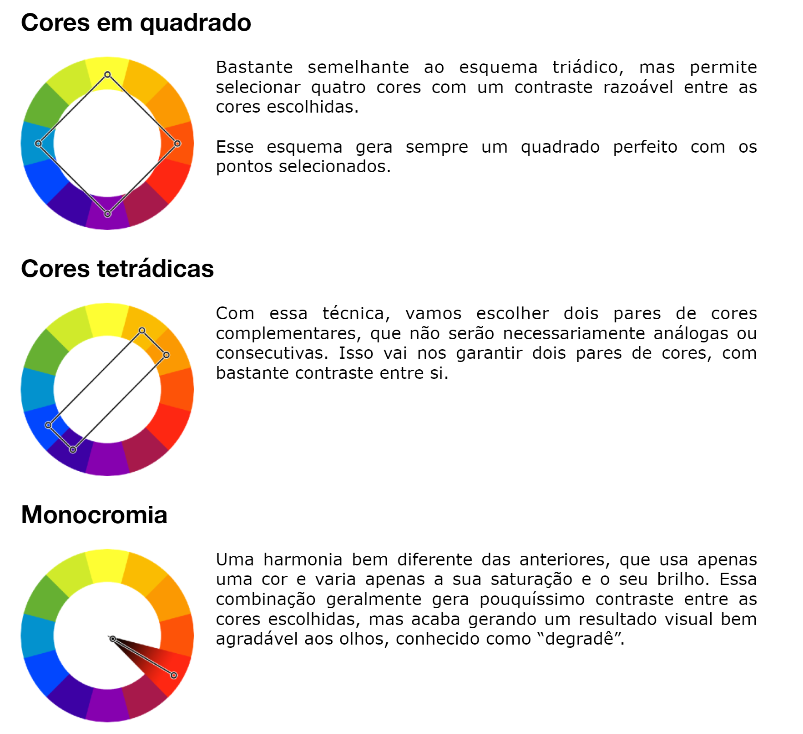 Cores em quadrado
Bastante semelhante ao esquema triádico, mas permite
selecionar quatro cores com um contraste razoável entre as
cores escolhidas.
Esse esquema gera sempre um quadrado perfeito com os
pontos selecionados.
Cores tetrádicas
Com essa técnica, vamos escolher dois pares de cores
complementares, que não serão necessariamente análogas ou
consecutivas. Isso vai nos garantir dois pares de cores, com
bastante contraste entre si.
Monocromia
Uma harmonia bem diferente das anteriores, que usa apenas
uma cor e varia apenas a sua saturação e o seu brilho. Essa
combinação geralmente gera pouquíssimo contraste entre as
cores escolhidas, mas acaba gerando um resultado visual bem
agradável aos olhos, conhecido como “degradê”.